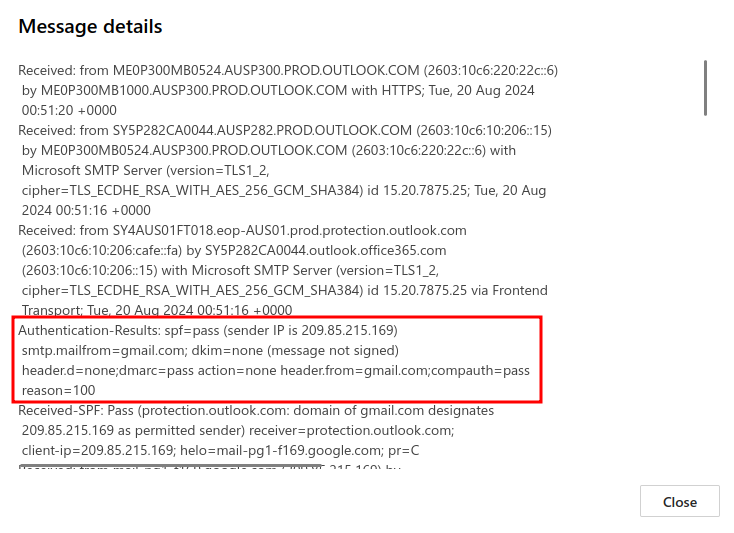 Message details
Received: from ME0P300MB0524.AUSP300.PROD.OUTLOOK.COM (2603:10c6:220:22c::6)
by ME0P300MB1000.AUSP300.PROD.OUTLOOK.COM with HTTPS; Tue, 20 Aug 2024
00:51:20 +0000
Received: from SY5P282CA0044.AUSP282.PROD.OUTLOOK.COM (2603:10c6:10:206::15)
by ME0P300MB0524.AUSP300.PROD.OUTLOOK.COM (2603:10c6:220:22c::6) with
Microsoft SMTP Server (version=TLS1_2,
cipher=TLS_ECDHE_RSA_WITH_AES_256_GCM_SHA384) id 15.20.7875.25; Tue, 20 Aug
2024 00:51:16 +0000
Received: from SY4AUS01FT018.eop-AUS01.prod.protection.outlook.com
(2603:10c6:10:206:cafe::fa) by SY5P282CA0044.outlook.office365.com
(2603:10c6:10:206::15) with Microsoft SMTP Server (version=TLS1_2,
cipher=TLS_ECDHE_RSA_WITH_AES_256_GCM_SHA384) id 15.20.7875.25 via Frontend
Transport; Tue, 20 Aug 2024 00:51:16 +0000
Authentication-Results: spf=pass (sender IP is 209.85.215.169)
smtp.mailfrom=gmail.com; dkim=none (message not signed)
header.d=none;dmarc=pass action=none header.from=gmail.com;compauth=pass
reason=100
Received-SPF: Pass (protection.outlook.com: domain of gmail.com designates
209.85.215.169 as permitted sender) receiver=protection.outlook.com;
client-ip=209.85.215.169; helo=mail-pg1-f169.google.com; pr=C
Close